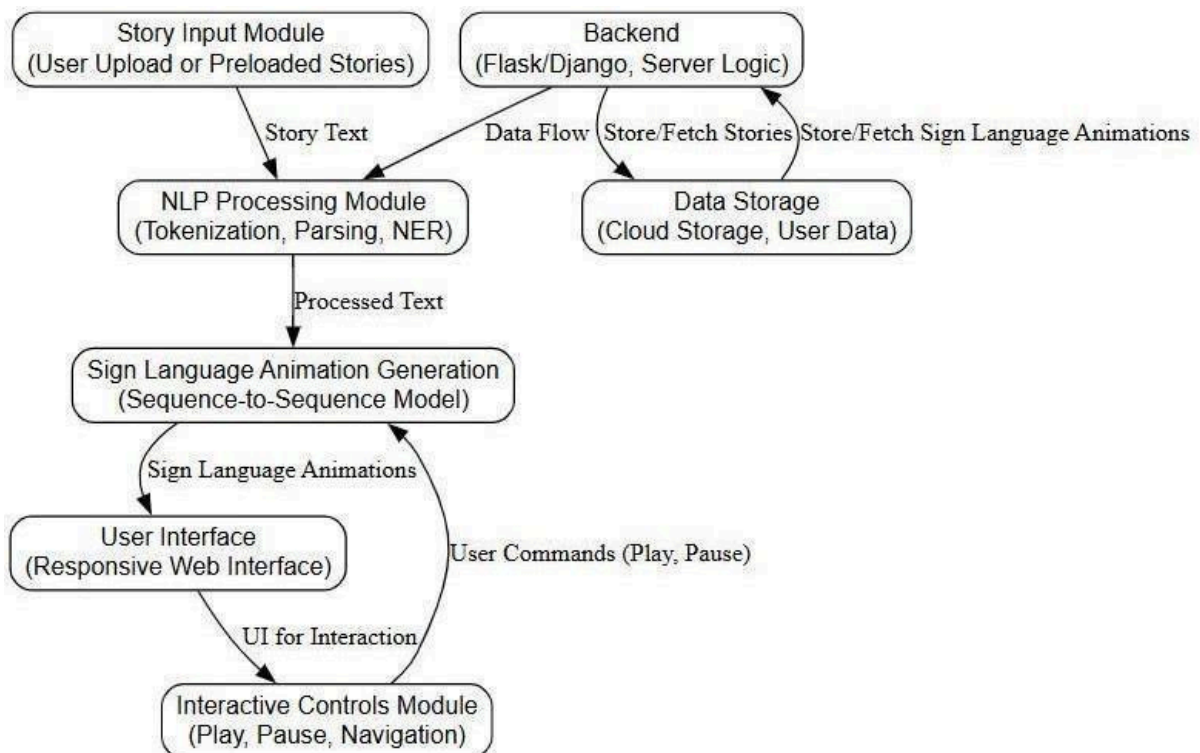 Story Input Module
(User Upload or Preloaded Stories)
Backend
(Flask/Django, Server Logic)
Story Text
Data Flow
Store/Fetch Stories
Store/Fetch Sign Language Animations
NLP Processing Module
(Tokenization, Parsing, NER)
Data Storage
(Cloud Storage, User Data)
Processed Text
Sign Language Animation Generation
(Sequence-to-Sequence Model)
Sign Language Animations
User Interface
(Responsive Web Interface)
User Commands (Play, Pause)
UI for Interaction
Interactive Controls Module
(Play, Pause, Navigation)